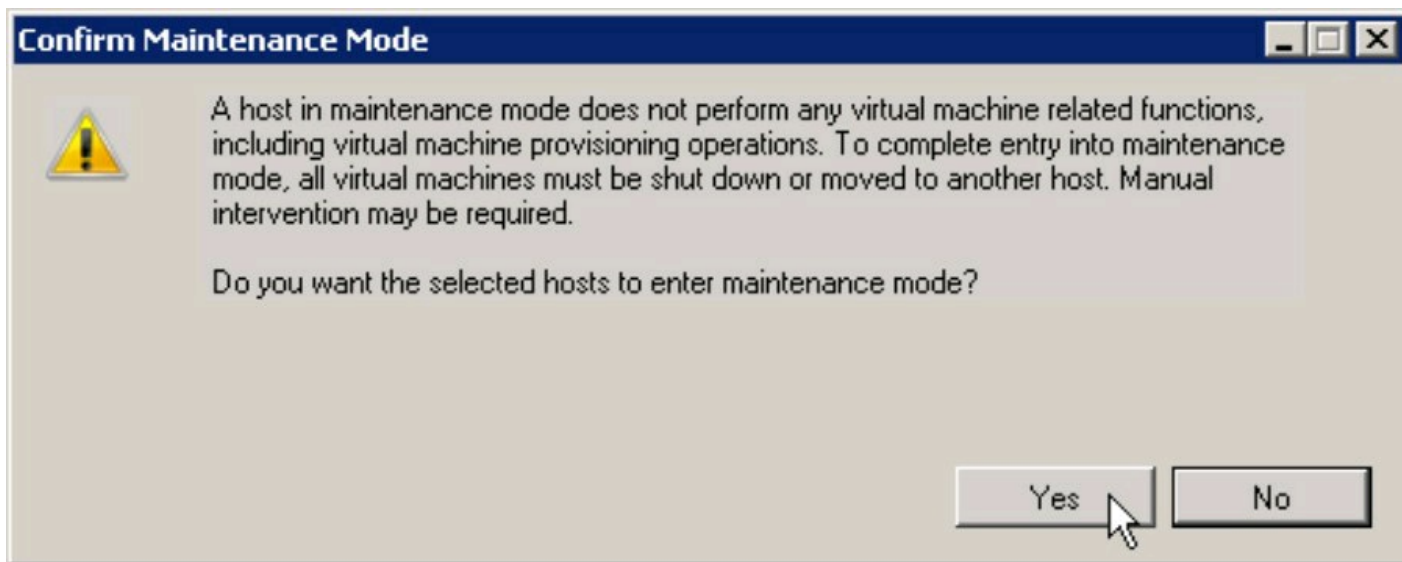 Confirm Maintenance Mode
A host in maintenance mode does not perform any virtual machine related functions,
including virtual machine provisioning operations. To complete entry into maintenance
mode, all virtual machines must be shut down or moved to another host. Manual
intervention may be required.
Do you want the selected hosts to enter maintenance mode?
Yes
No